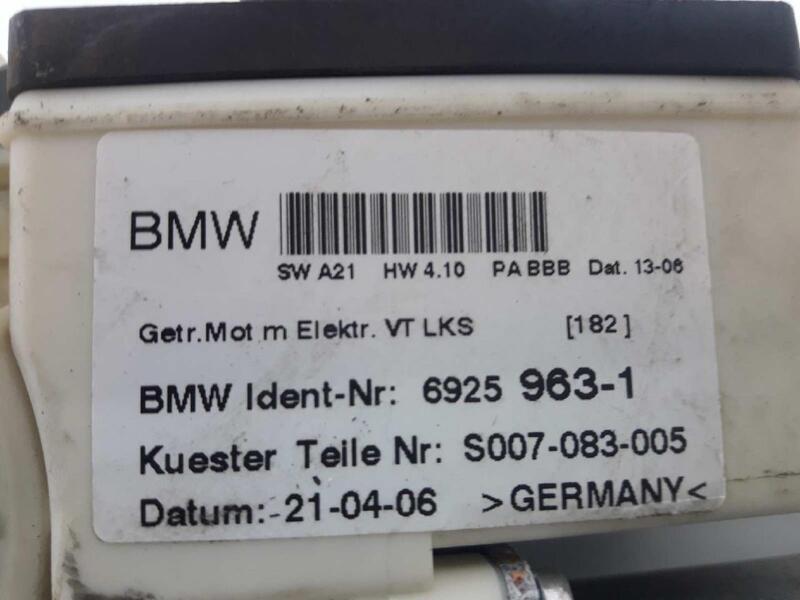 BMW
SW A21 HW 4.10 PA BBB Dat. 13-06
Getr.Mot m Elektr. VT LKS [182]
BMW Ident-Nr: 6925 963-1
Kuester Teile Nr: S007-083-005
Datum: 21-04-06 >GERMANY<